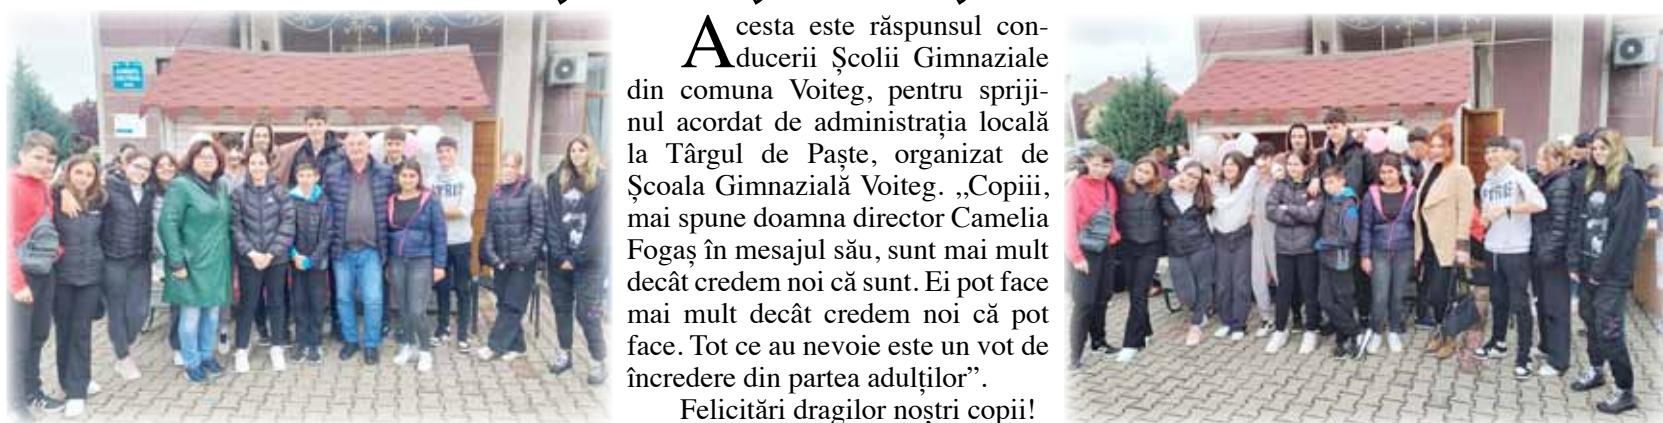 Acesta este răspunsul con-
ducerii Școlii Gimnaziale
din comuna Voiteg, pentru spriji-
nul acordat de administrația locală
la Târgul de Paște, organizat de
Școala Gimnazială Voiteg. „Copiii,
mai spune doamna director Camelia
Fogaș în mesajul său, sunt mai mult
decât credem noi că sunt. Ei pot face
mai mult decât credem noi că pot
face. Tot ce au nevoie este un vot de
încredere din partea adulților”.
Felicitări dragilor noștri copii!